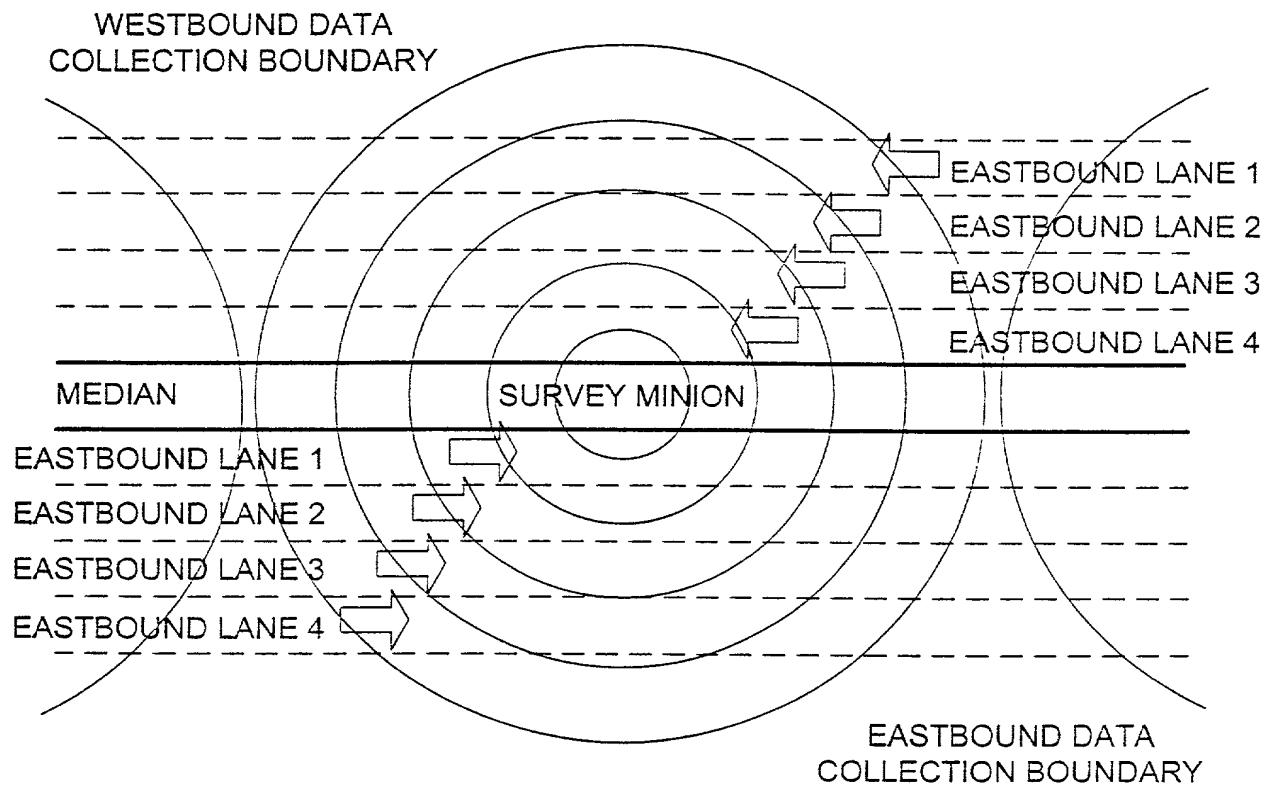 WESTBOUND DATA
COLLECTION BOUNDARY
EASTBOUND LANE 1
EASTBOUND LANE 2
EASTBOUND LANE 3
EASTBOUND LANE 4
MEDIAN
SURVEY MINION
EASTBOUND LANE 1
EASTBOUND LANE 2
EASTBOUND LANE 3
EASTBOUND LANE 4
EASTBOUND DATA
COLLECTION BOUNDARY